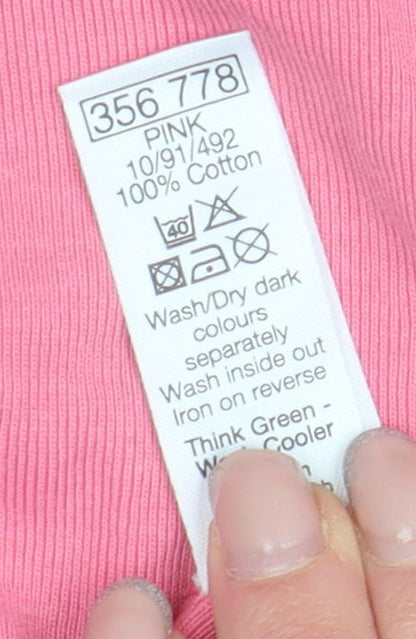 356 778
PINK
10/91/492
100% Cotton
40
Wash/Dry dark
colours
separately
Wash inside out
Iron on reverse
Think Green -
Cooler